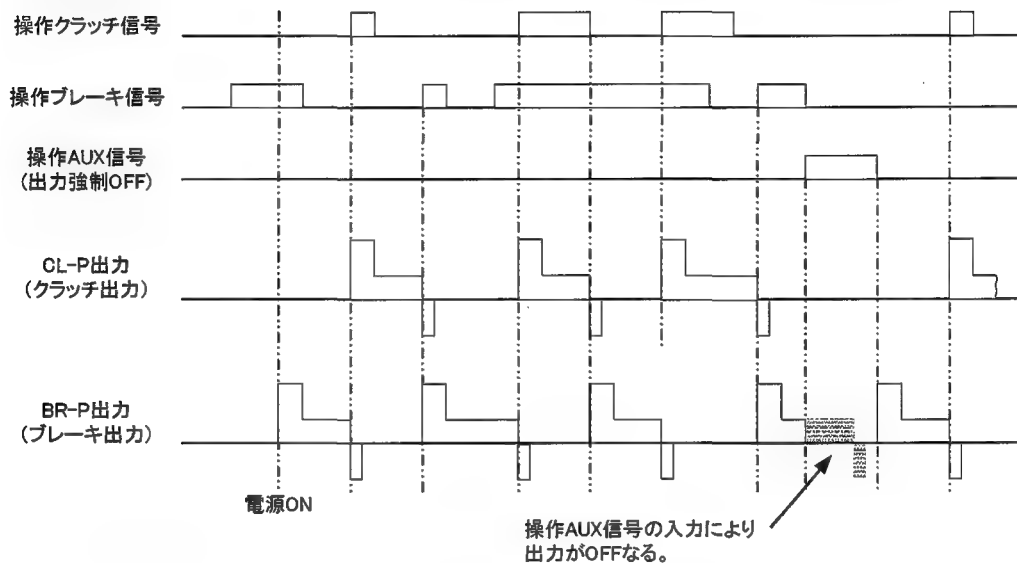 操作クラッチ信号
操作ブレーキ信号
操作AUX信号
(出力強制OFF)
CL-P出力
(クラッチ出力)
BR-P出力
(ブレーキ出力)
電源ON
操作AUX信号の入力により
出力がOFFなる。